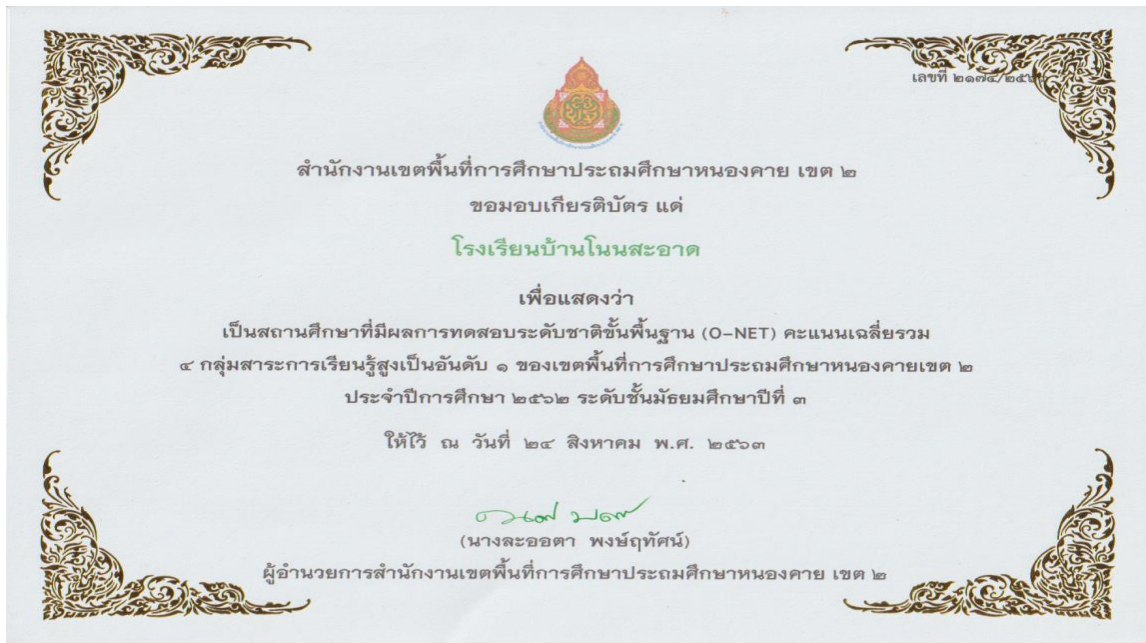 เลขที่ ๒๑๗๔/
สำนักงานเขตพื้นที่การศึกษาประถมศึกษาหนองคาย เขต ๒
ขอมอบเกียรติบัตร แด่
โรงเรียนบ้านโนนสะอาด
เพื่อแสดงว่า
เป็นสถานศึกษาที่มีผลการทดสอบระดับชาติขั้นพื้นฐาน (O-NET) คะแนนเฉลี่ยรวม
๔ กลุ่มสาระการเรียนรู้สูงเป็นอันดับ ๑ ของเขตพื้นที่การศึกษาประถมศึกษาหนองคายเขต ๒
ประจำปีการศึกษา ๒๕๖๒ ระดับชั้นมัธยมศึกษาปีที่ ๓
ให้ไว้ ณ วันที่ ๒๔ สิงหาคม พ.ศ. ๒๕๖๓
(นางละออตา พงษ์ฤทัศน์)
ผู้อำนวยการสำนักงานเขตพื้นที่การศึกษาประถมศึกษาหนองคาย เขต ๒